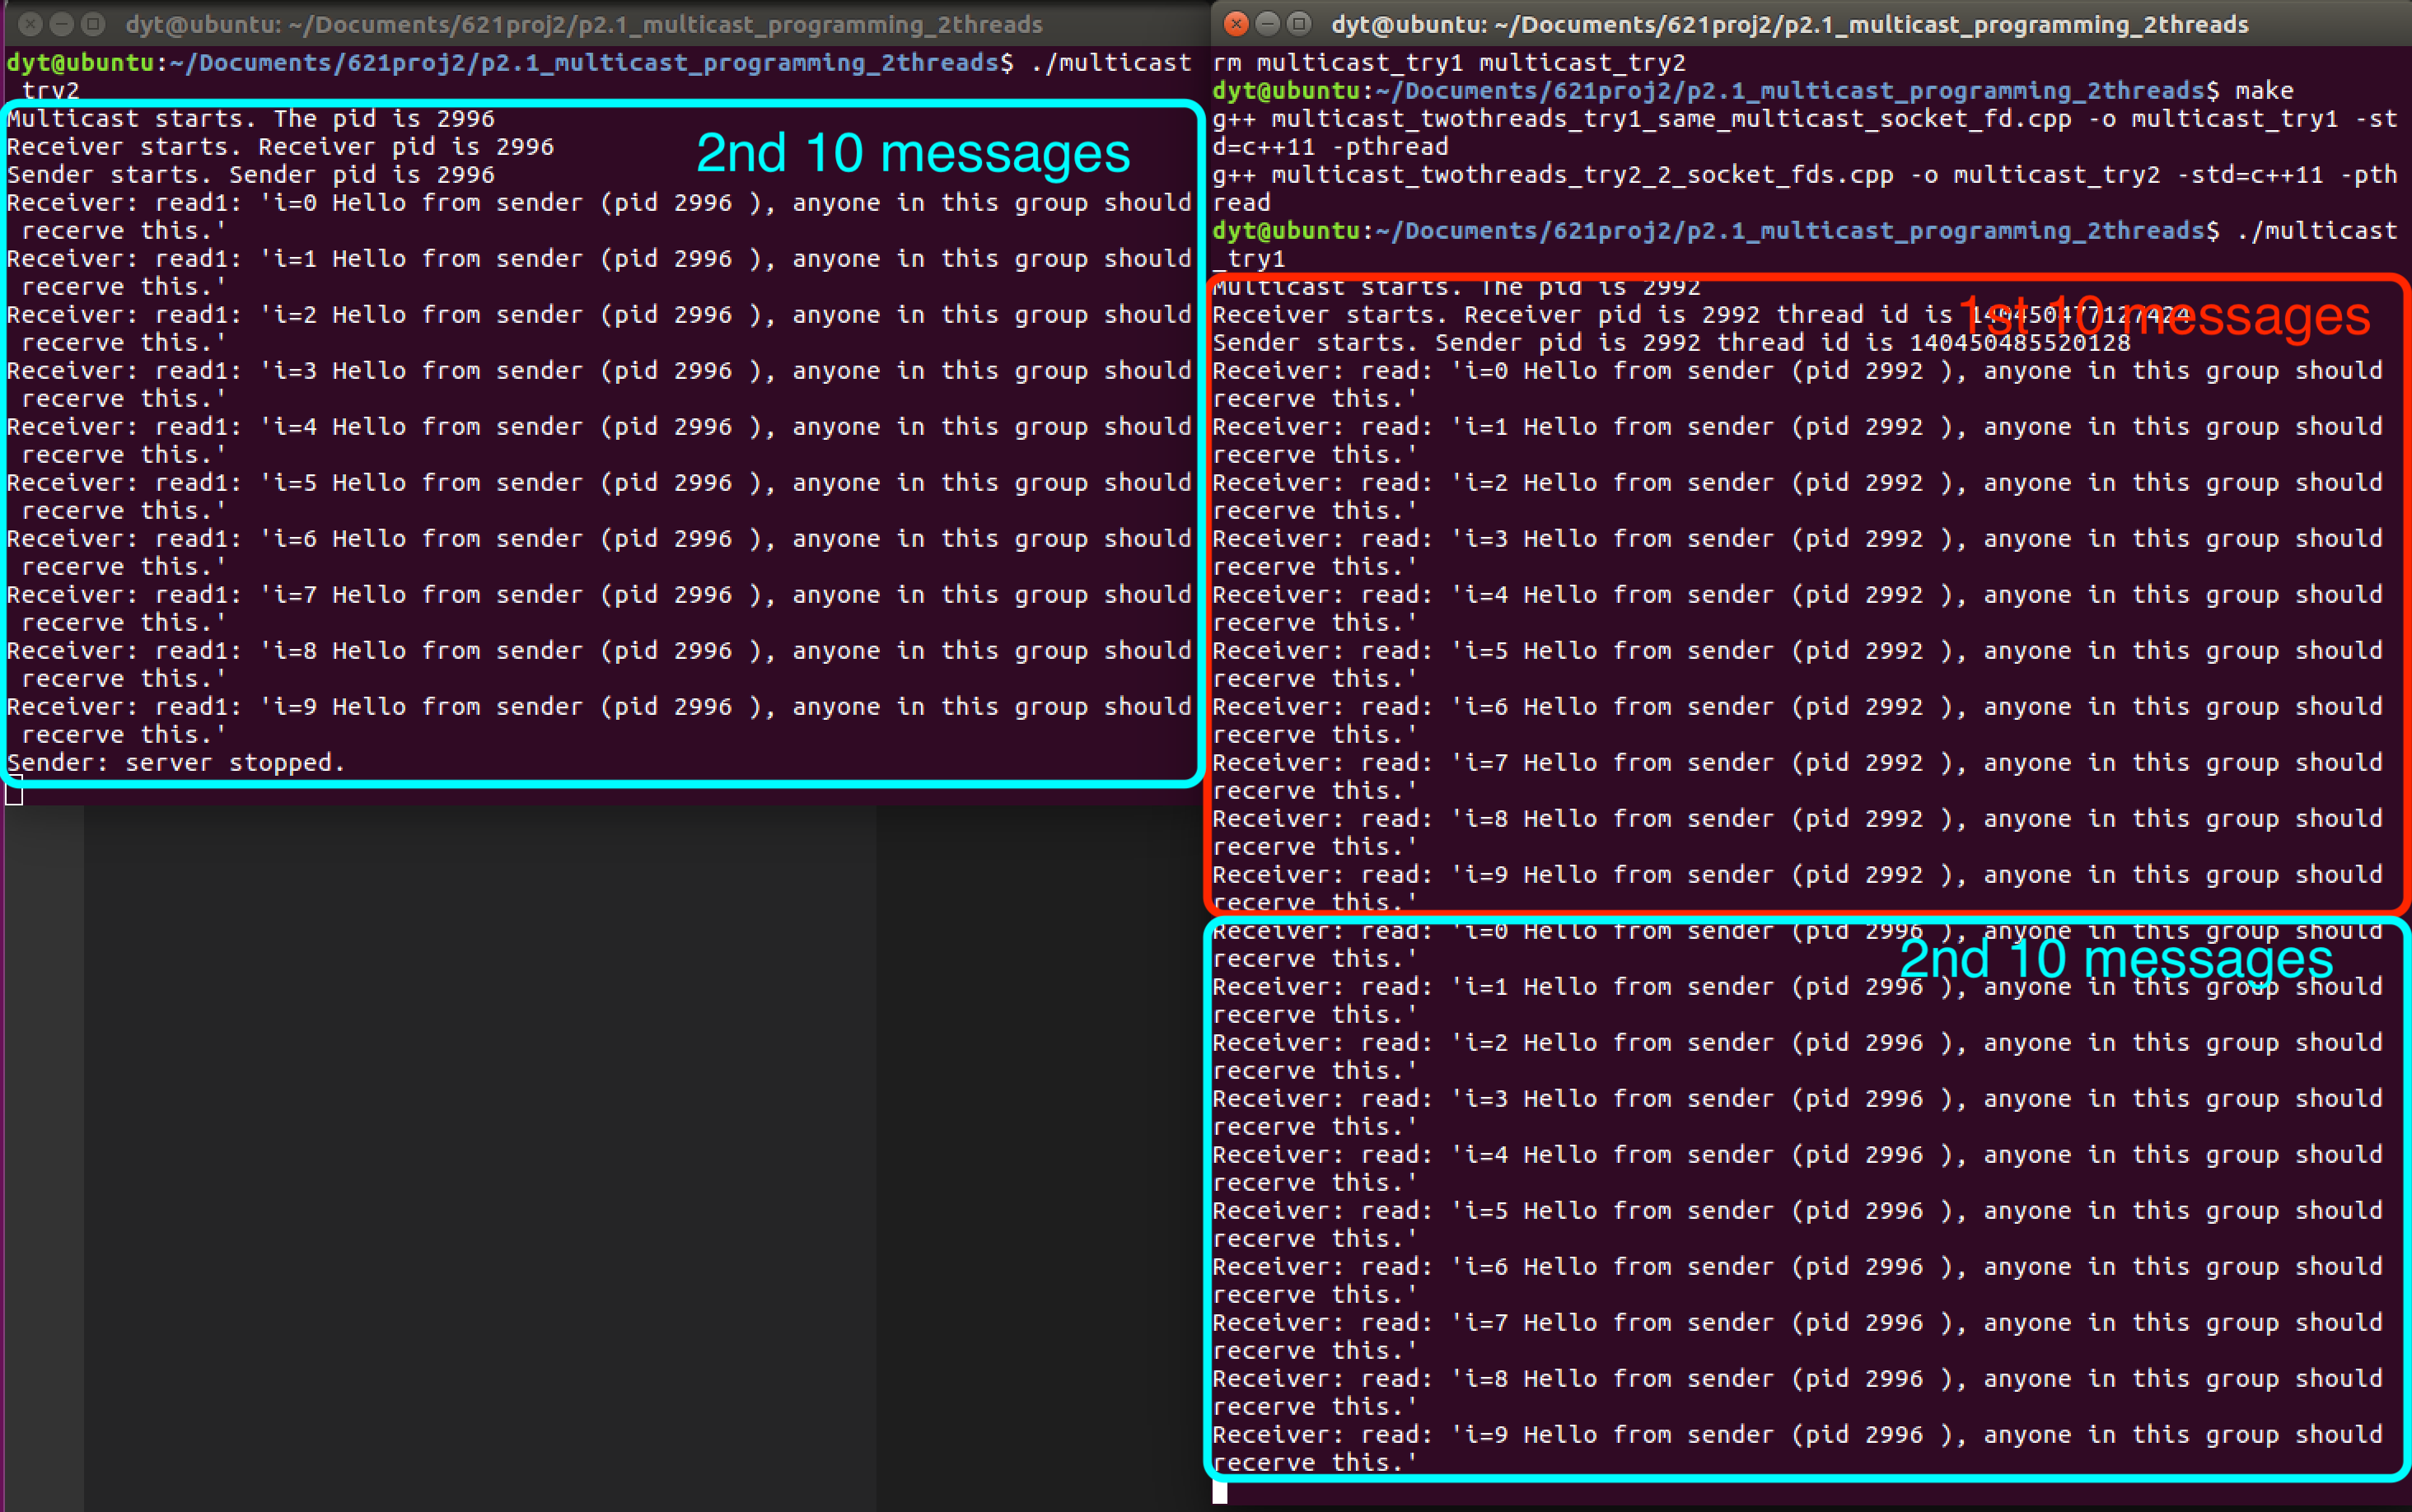 dyt@ubuntu: ~/Documents/621proj2/p2.1_multicast_programming_2threads
dyt@ubuntu:~/Documents/621proj2/p2.1_multicast_programming_2threads$ ./multicast
_try2
Multicast starts. The pid is 2996
2nd 10 messages
Receiver starts. Receiver pid is 2996
Sender starts. Sender pid is 2996
Receiver: read1: 'i=0 Hello from sender (pid 2996 ), anyone in this group should
recerve this.'
Receiver: read1: 'i=1 Hello from sender (pid 2996 ), anyone in this group should
recerve this.'
Receiver: read1: 'i=2 Hello from sender (pid 2996 ), anyone in this group should
recerve this.'
Receiver: read1: 'i=3 Hello from sender (pid 2996 ), anyone in this group should
recerve this.'
Receiver: read1: 'i=4 Hello from sender (pid 2996 ), anyone in this group should
recerve this.'
Receiver: read1: 'i=5 Hello from sender (pid 2996 ), anyone in this group should
recerve this.'
Receiver: read1: 'i=6 Hello from sender (pid 2996 ), anyone in this group should
recerve this.'
Receiver: read1: 'i=7 Hello from sender (pid 2996 ), anyone in this group should
recerve this.'
Receiver: read1: 'i=8 Hello from sender (pid 2996 ), anyone in this group should
recerve this.'
Receiver: read1: 'i=9 Hello from sender (pid 2996 ), anyone in this group should
recerve this.'
Sender: server stopped.
dyt@ubuntu: ~/Documents/621proj2/p2.1_multicast_programming_2threads
rm multicast_try1 multicast_try2
dyt@ubuntu:~/Documents/621proj2/p2.1_multicast_programming_2threads$ make
g++ multicast_twothreads_try1_same_multicast_socket_fd.cpp -o multicast_try1 -st
d=c++11 -pthread
g++ multicast_twothreads_try2_2_socket_fds.cpp -o multicast_try2 -std=c++11 -pth
read
dyt@ubuntu:~/Documents/621proj2/p2.1_multicast_programming_2threads$ ./multicast
_try1
Multicast starts. The pid is 2992
1st 10 messages
Receiver starts. Receiver pid is 2992 thread id is 140450477127424
Sender starts. Sender pid is 2992 thread id is 140450485520128
Receiver: read: 'i=0 Hello from sender (pid 2992 ), anyone in this group should
recerve this.'
Receiver: read: 'i=1 Hello from sender (pid 2992 ), anyone in this group should
recerve this.'
Receiver: read: 'i=2 Hello from sender (pid 2992 ), anyone in this group should
recerve this.'
Receiver: read: 'i=3 Hello from sender (pid 2992 ), anyone in this group should
recerve this.'
Receiver: read: 'i=4 Hello from sender (pid 2992 ), anyone in this group should
recerve this.'
Receiver: read: 'i=5 Hello from sender (pid 2992 ), anyone in this group should
recerve this.'
Receiver: read: 'i=6 Hello from sender (pid 2992 ), anyone in this group should
recerve this.'
Receiver: read: 'i=7 Hello from sender (pid 2992 ), anyone in this group should
recerve this.'
Receiver: read: 'i=8 Hello from sender (pid 2992 ), anyone in this group should
recerve this.'
Receiver: read: 'i=9 Hello from sender (pid 2992 ), anyone in this group should
recerve this.'
Receiver: read: 'i=0 Hello from sender (pid 2996 ), anyone in this group should
recerve this.'
2nd 10 messages
Receiver: read: 'i=1 Hello from sender (pid 2996 ), anyone in this group should
recerve this.'
Receiver: read: 'i=2 Hello from sender (pid 2996 ), anyone in this group should
recerve this.'
Receiver: read: 'i=3 Hello from sender (pid 2996 ), anyone in this group should
recerve this.'
Receiver: read: 'i=4 Hello from sender (pid 2996 ), anyone in this group should
recerve this.'
Receiver: read: 'i=5 Hello from sender (pid 2996 ), anyone in this group should
recerve this.'
Receiver: read: 'i=6 Hello from sender (pid 2996 ), anyone in this group should
recerve this.'
Receiver: read: 'i=7 Hello from sender (pid 2996 ), anyone in this group should
recerve this.'
Receiver: read: 'i=8 Hello from sender (pid 2996 ), anyone in this group should
recerve this.'
Receiver: read: 'i=9 Hello from sender (pid 2996 ), anyone in this group should
recerve this.'